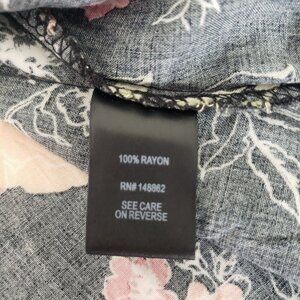 100% RAYON
RN# 148862
SEE CARE
ON REVERSE